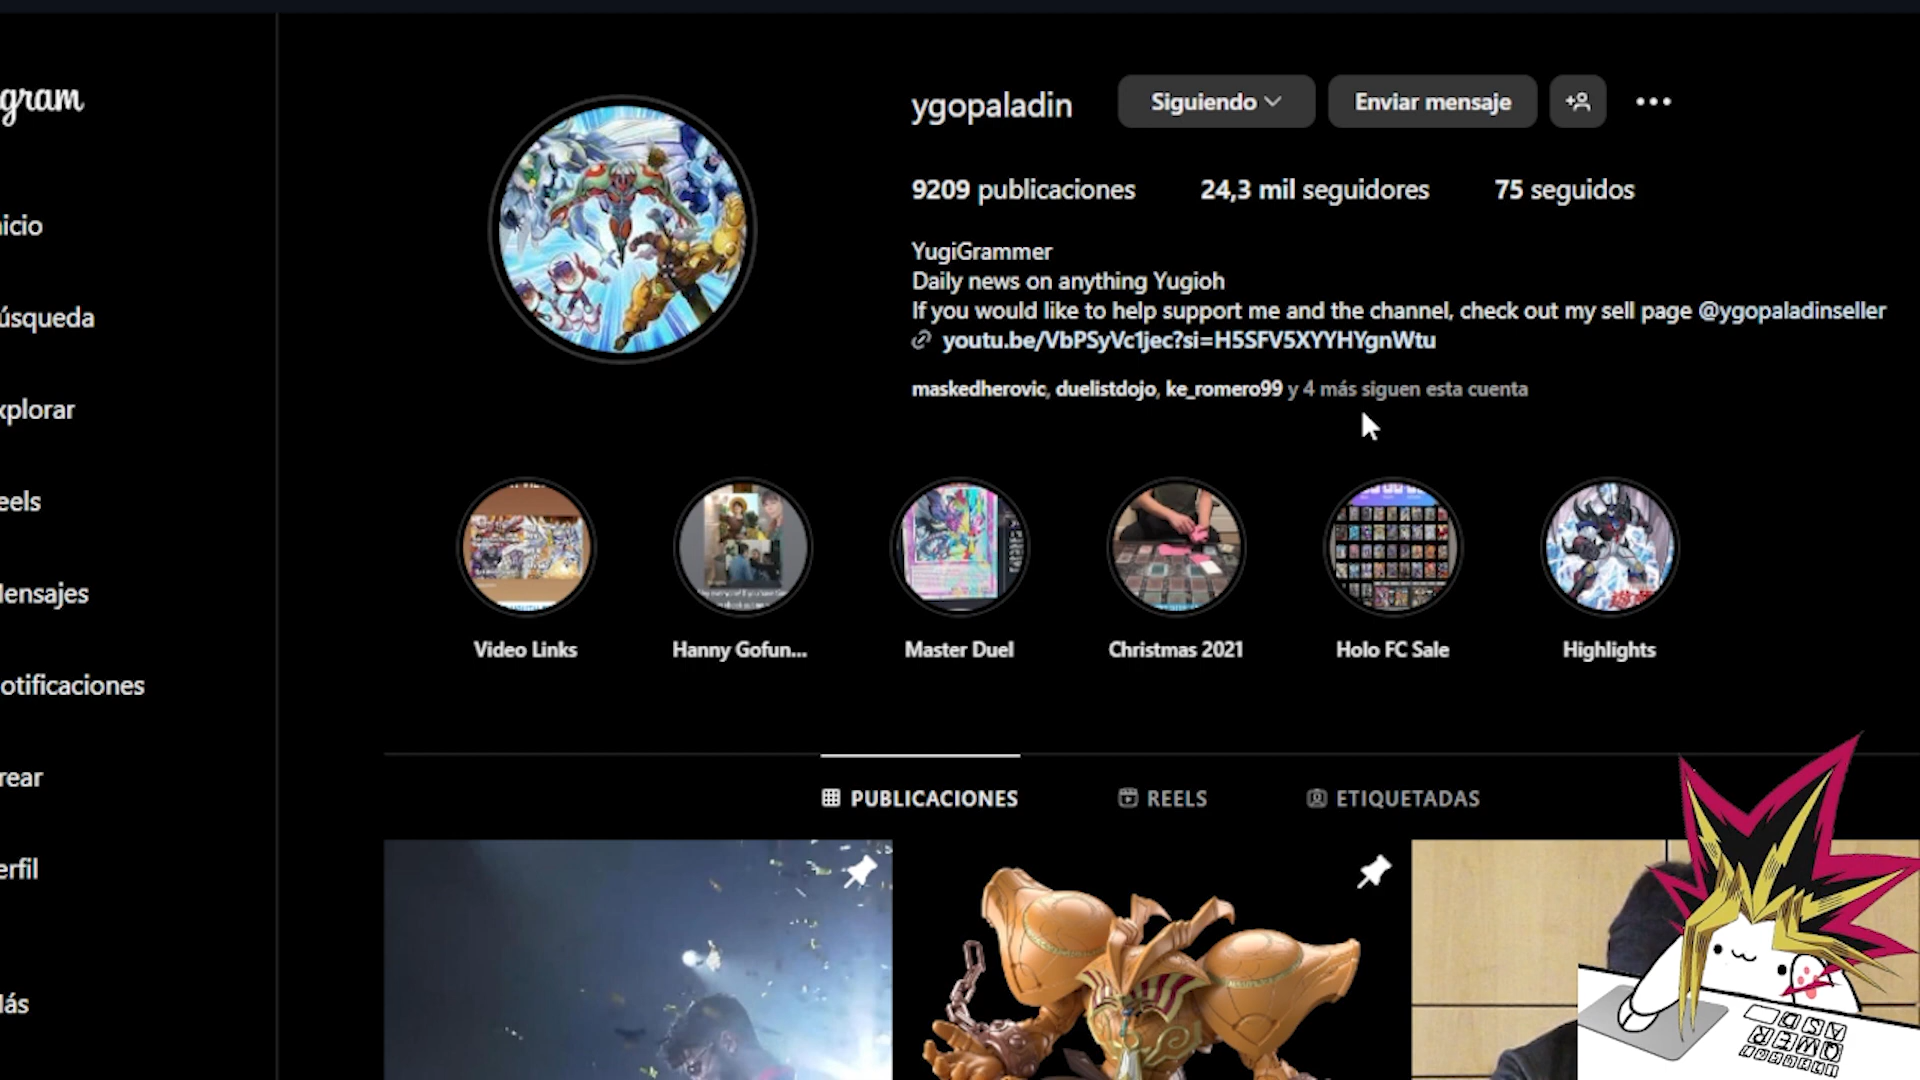 gram
ygopaladin
Siguiendo
Enviar mensaje
9209 publicaciones
24,3 mil seguidores
75 seguidos
YugiGrammer
Daily news on anything Yugioh
If you would like to help support me and the channel, check out my sell page @ygopaladinseller
youtu.be/VbPSyVc1jec?si=H5SFV5XYYHYgnWtu
maskedherovic, duelistdojo, ke_romero99 y 4 más siguen esta cuenta
icio
úsqueda
xplorar
eels
ensajes
otificaciones
rear
erfil
ás
Video Links
Hanny Gofun...
Master Duel
Christmas 2021
Holo FC Sale
Highlights
PUBLICACIONES
REELS
ETIQUETADAS